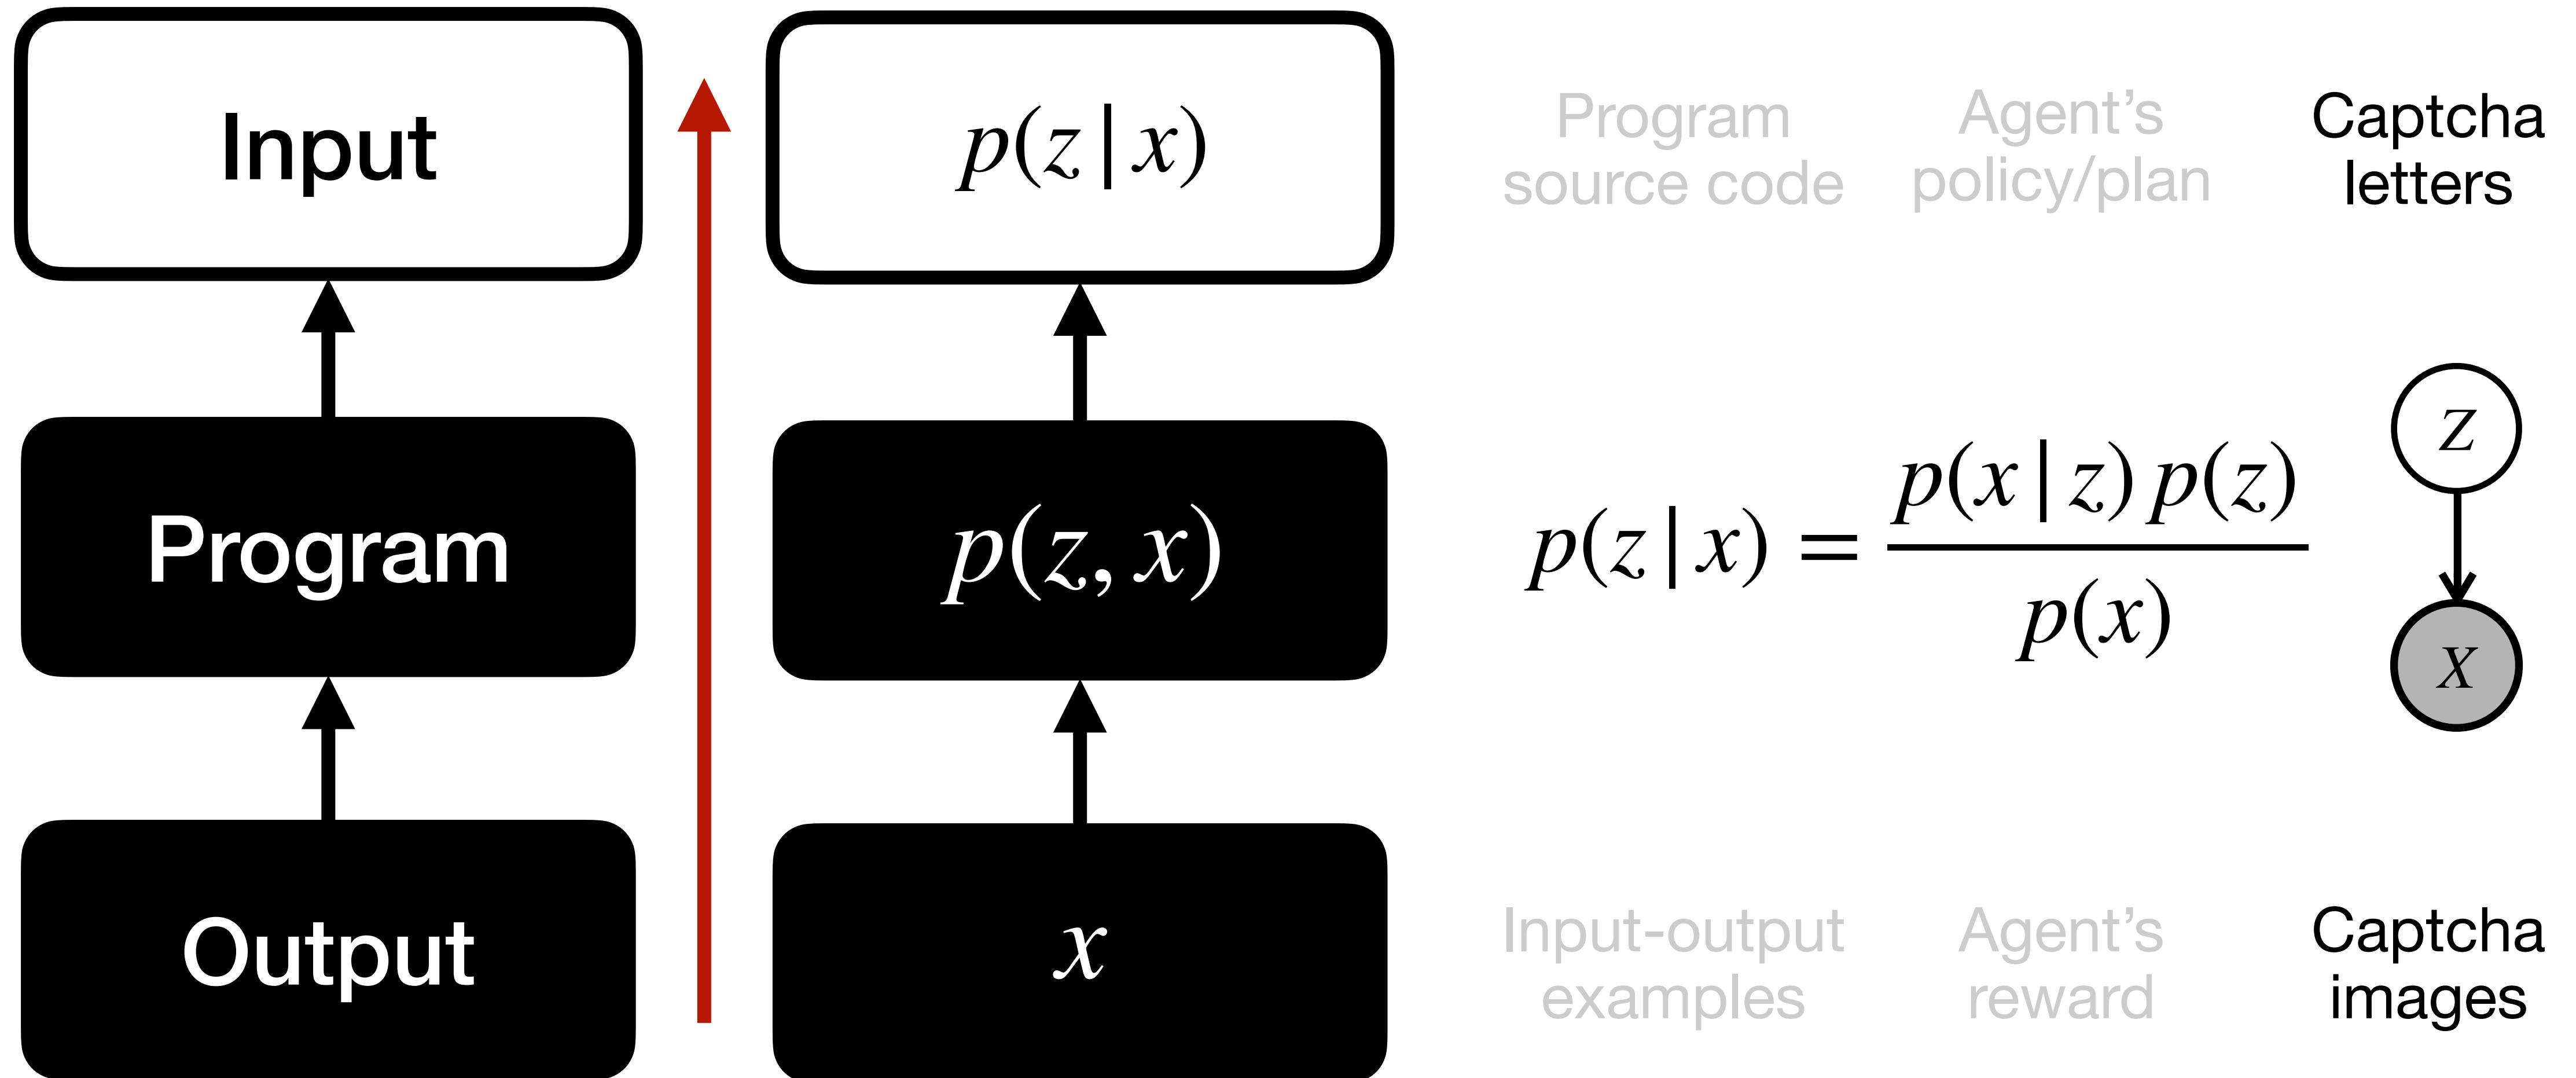 Input
p(z | x)
Program
source code
Agent’s
policy/plan
Captcha
letters
Program
p(z, x)
p(z | x) = p(x | z) p(z) / p(x)
z
x
Output
x
Input-output
examples
Agent’s
reward
Captcha
images